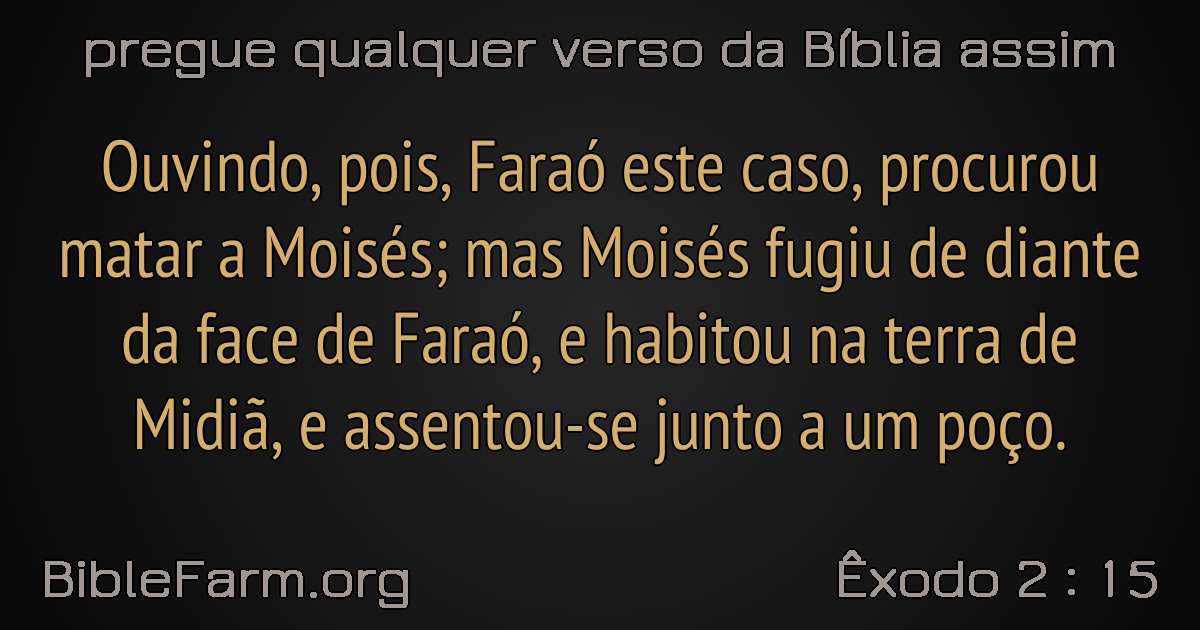 pregue qualquer verso da Bíblia assim
Ouvindo, pois, Faraó este caso, procurou
matar a Moisés; mas Moisés fugiu de diante
da face de Faraó, e habitou na terra de
Midiã, e assentou-se junto a um poço.
BibleFarm.org
Êxodo 2 : 15